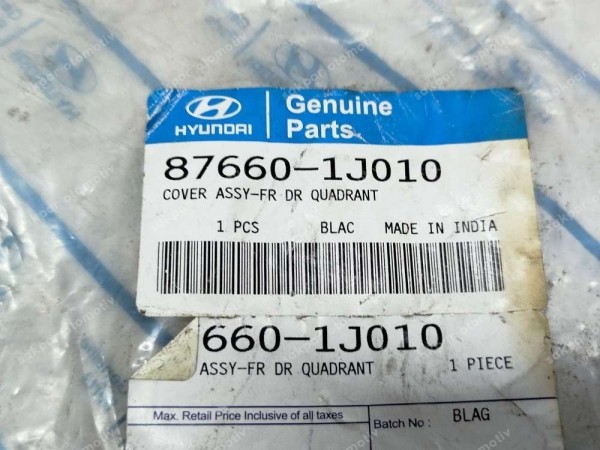 HYUNDAI
Genuine
Parts
87660-1J010
COVER ASSY-FR DR QUADRANT
1 PCS BLAC MADE IN INDIA
660-1J010
ASSY-FR DR QUADRANT 1 PIECE
Max. Retail Price Inclusive of all taxes
Batch No : BLAG